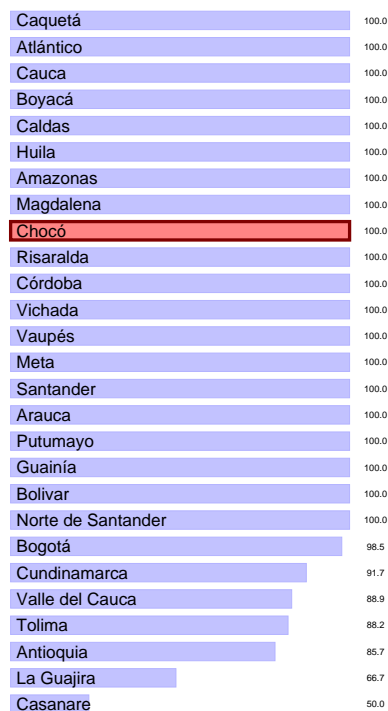 Caquetá 100.0
Atlántico 100.0
Cauca 100.0
Boyacá 100.0
Caldas 100.0
Huila 100.0
Amazonas 100.0
Magdalena 100.0
Chocó 100.0
Risaralda 100.0
Córdoba 100.0
Vichada 100.0
Vaupés 100.0
Meta 100.0
Santander 100.0
Arauca 100.0
Putumayo 100.0
Guainía 100.0
Bolivar 100.0
Norte de Santander 100.0
Bogotá 98.5
Cundinamarca 91.7
Valle del Cauca 88.9
Tolima 88.2
Antioquia 85.7
La Guajira 66.7
Casanare 50.0